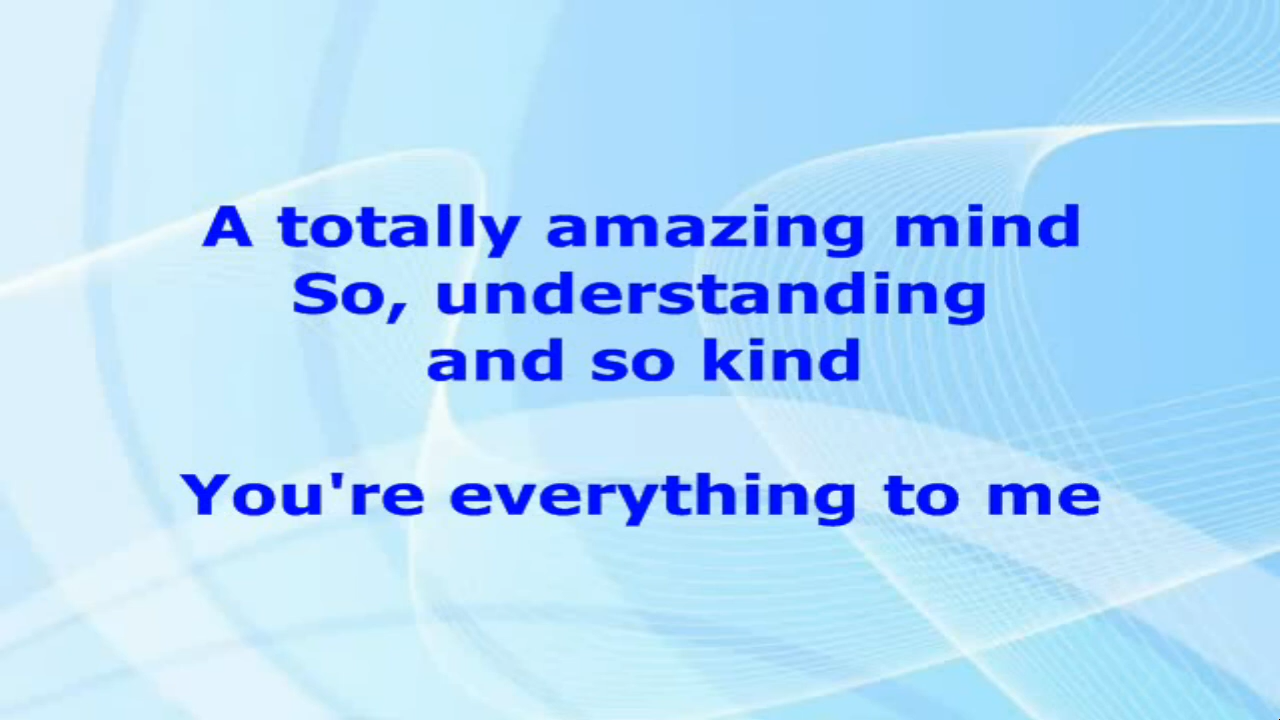 A totally amazing mind
So, understanding
and so kind
You're everything to me